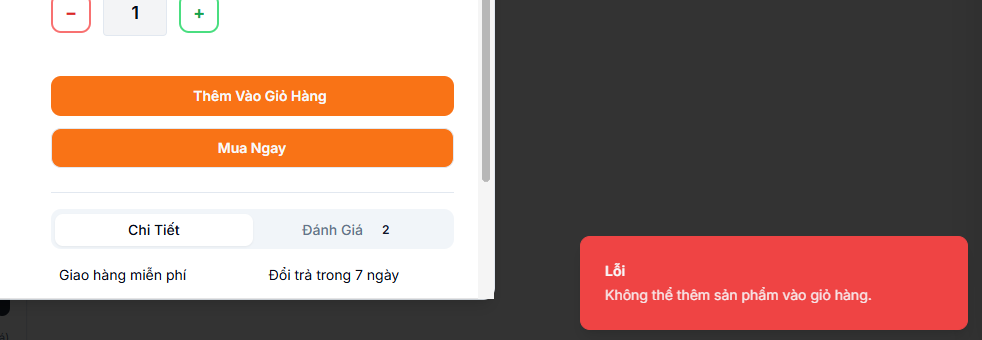 − 1 +
Thêm Vào Giỏ Hàng
Mua Ngay
Chi Tiết Đánh Giá 2
Giao hàng miễn phí Đổi trả trong 7 ngày
Lỗi
Không thể thêm sản phẩm vào giỏ hàng.